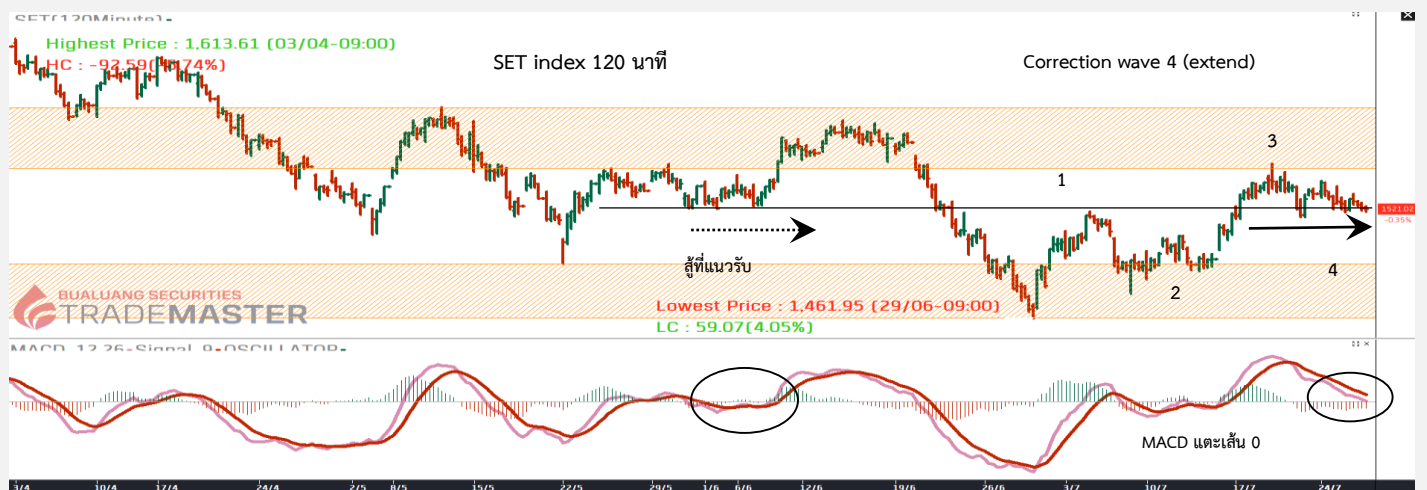 SET(120Minute)
Highest Price : 1,613.61 (03/04-09:00)
SET index 120 นาที
Correction wave 4 (extend)
3
1
1521.02
-0.35%
สู้ที่แนวรับ
4
2
BUALUANG SECURITIES
TRADEMASTER
Lowest Price : 1,461.95 (29/06-09:00)
LC : 59.07(4.05%)
MACD 12,26 Signal 9 OSCILLATOR
MACD แตะเส้น 0
3/4 10/4 17/4 24/4 2/5 8/5 15/5 22/5 29/5 1/6 6/6 12/6 19/6 26/6 3/7 10/7 17/7 24/7